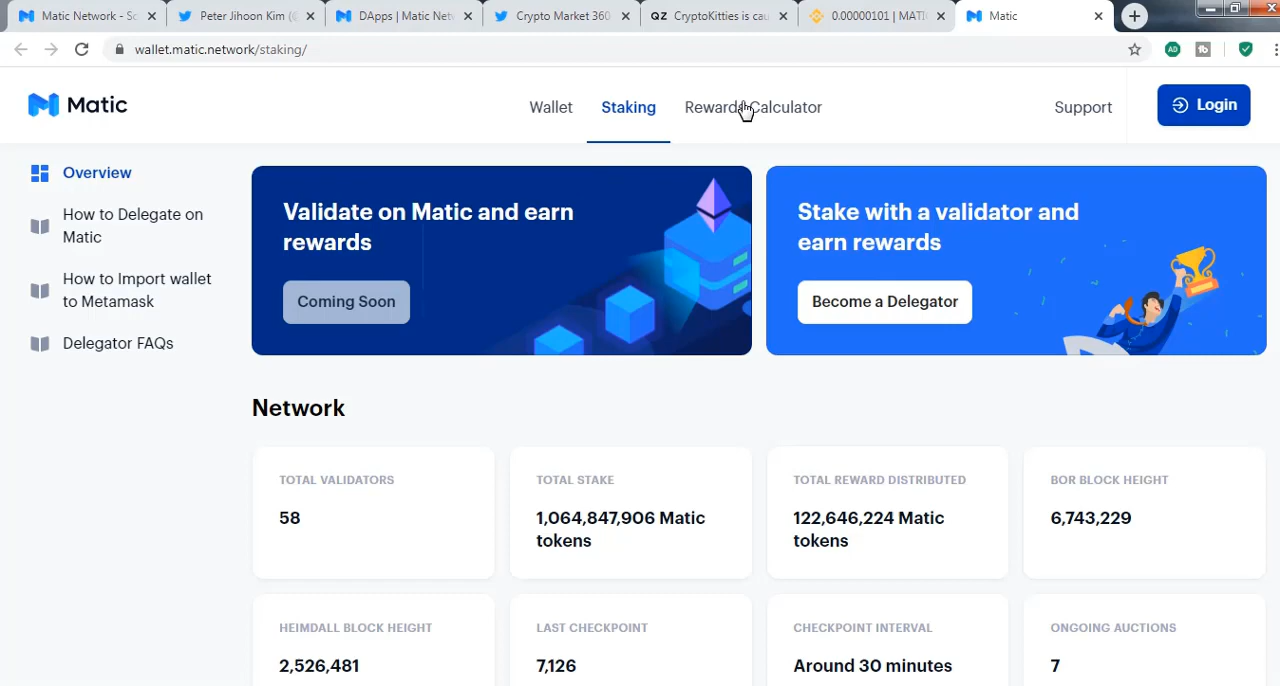 Matic Network - Sc
Peter Jihoon Kim (@
DApps | Matic Netw
Crypto Market 360
QZ CryptoKitties is cau
0.00000101 | MATIC
Matic
wallet.matic.network/staking/
Matic
Wallet
Staking
Rewards Calculator
Support
Login
Overview
How to Delegate on
Matic
How to Import wallet
to Metamask
Delegator FAQs
Validate on Matic and earn
rewards
Coming Soon
Stake with a validator and
earn rewards
Become a Delegator
Network
TOTAL VALIDATORS
58
TOTAL STAKE
1,064,847,906 Matic
tokens
TOTAL REWARD DISTRIBUTED
122,646,224 Matic
tokens
BOR BLOCK HEIGHT
6,743,229
HEIMDALL BLOCK HEIGHT
2,526,481
LAST CHECKPOINT
7,126
CHECKPOINT INTERVAL
Around 30 minutes
ONGOING AUCTIONS
7